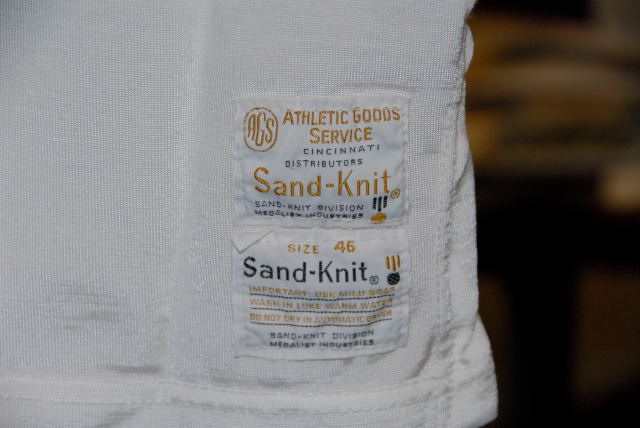 AGS
ATHLETIC GOODS
SERVICE
CINCINNATI
DISTRIBUTORS
Sand-Knit®
SAND-KNIT DIVISION
MEDALIST INDUSTRIES
SIZE 46
Sand-Knit®
IMPORTANT: USE MILD SOAP
WASH IN LUKE WARM WATER
DO NOT DRY IN AUTOMATIC DRYER
SAND-KNIT DIVISION
MEDALIST INDUSTRIES